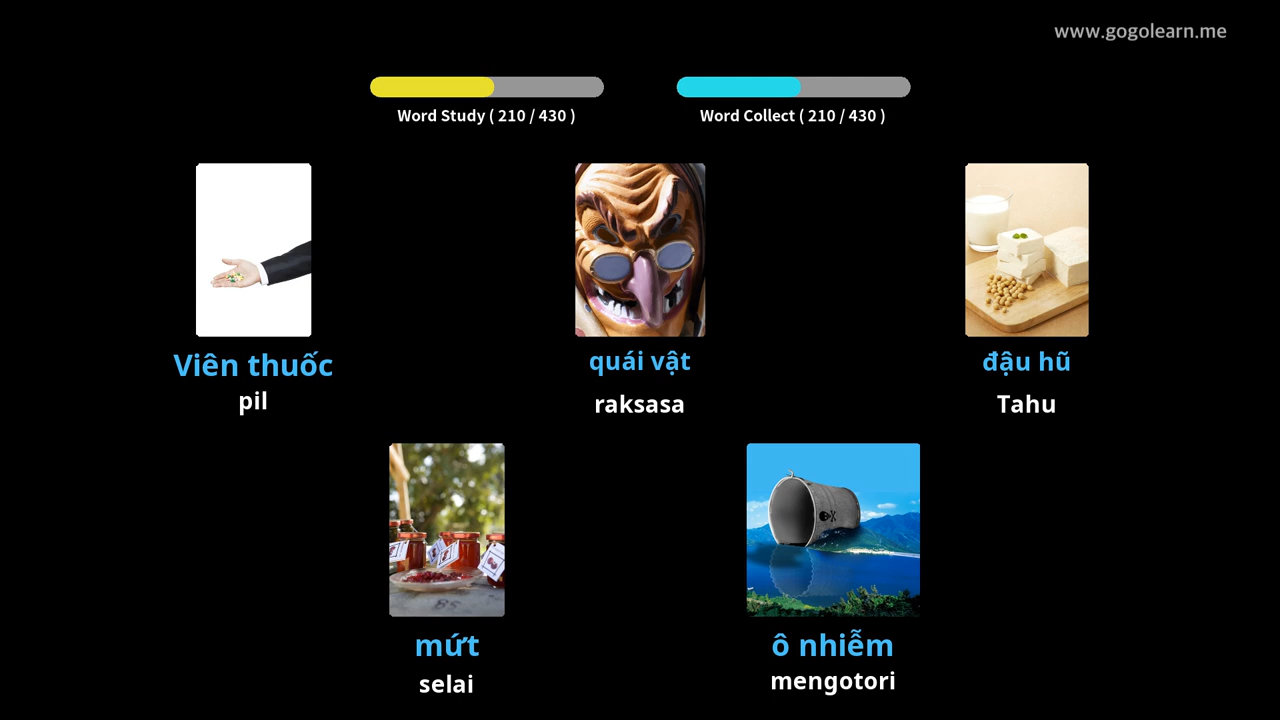 www.gogolearn.me
Word Study ( 210 / 430 )
Word Collect ( 210 / 430 )
Viên thuốc
pil
quái vật
raksasa
đậu hũ
Tahu
mứt
selai
ô nhiễm
mengotori